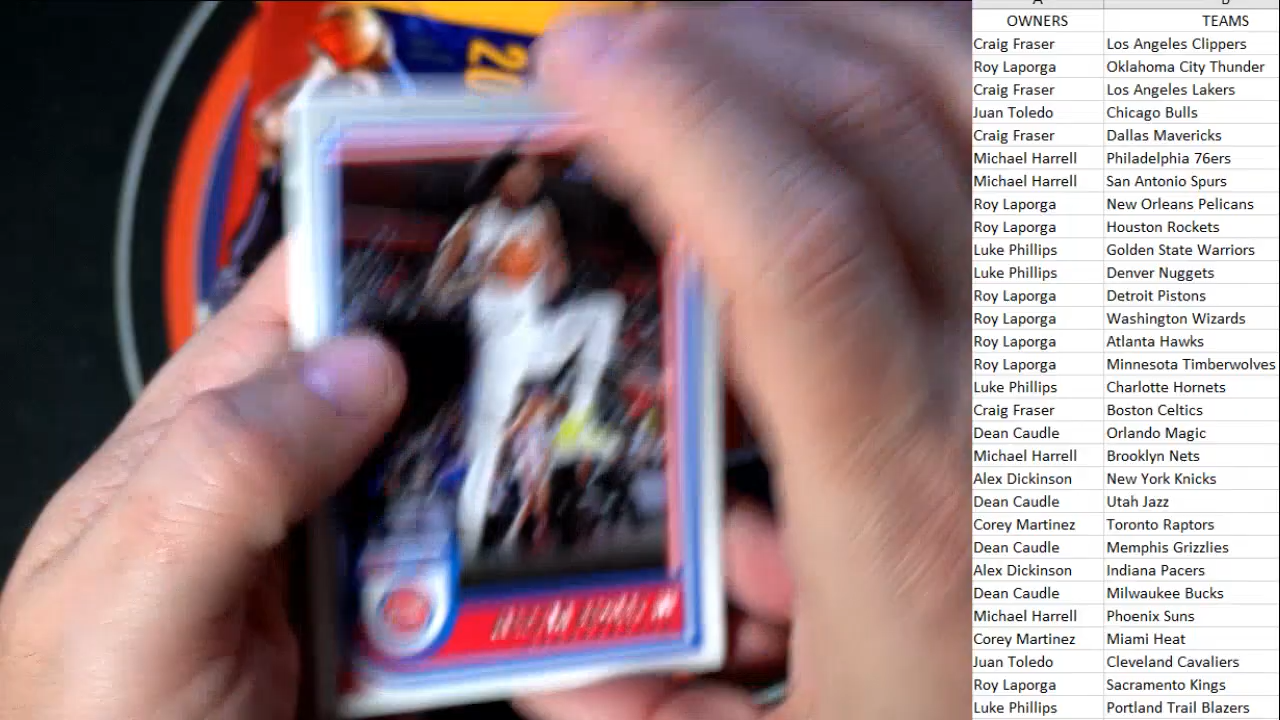 20
OWNERS TEAMS
Craig Fraser Los Angeles Clippers
Roy Laporga Oklahoma City Thunder
Craig Fraser Los Angeles Lakers
Juan Toledo Chicago Bulls
Craig Fraser Dallas Mavericks
Michael Harrell Philadelphia 76ers
Michael Harrell San Antonio Spurs
Roy Laporga New Orleans Pelicans
Roy Laporga Houston Rockets
Luke Phillips Golden State Warriors
Luke Phillips Denver Nuggets
Roy Laporga Detroit Pistons
Roy Laporga Washington Wizards
Roy Laporga Atlanta Hawks
Roy Laporga Minnesota Timberwolves
Luke Phillips Charlotte Hornets
Craig Fraser Boston Celtics
Dean Caudle Orlando Magic
Michael Harrell Brooklyn Nets
Alex Dickinson New York Knicks
Dean Caudle Utah Jazz
Corey Martinez Toronto Raptors
Dean Caudle Memphis Grizzlies
Alex Dickinson Indiana Pacers
Dean Caudle Milwaukee Bucks
Michael Harrell Phoenix Suns
Corey Martinez Miami Heat
Juan Toledo Cleveland Cavaliers
Roy Laporga Sacramento Kings
Luke Phillips Portland Trail Blazers